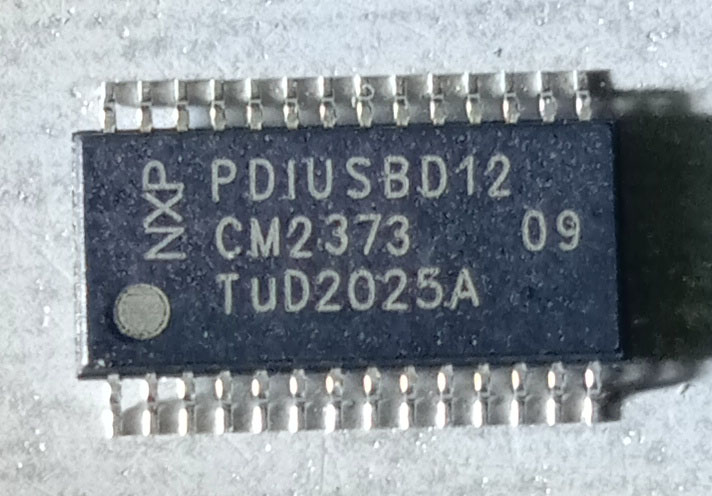 NXP
PDIUSBD12
CM2373 09
TUD2025A